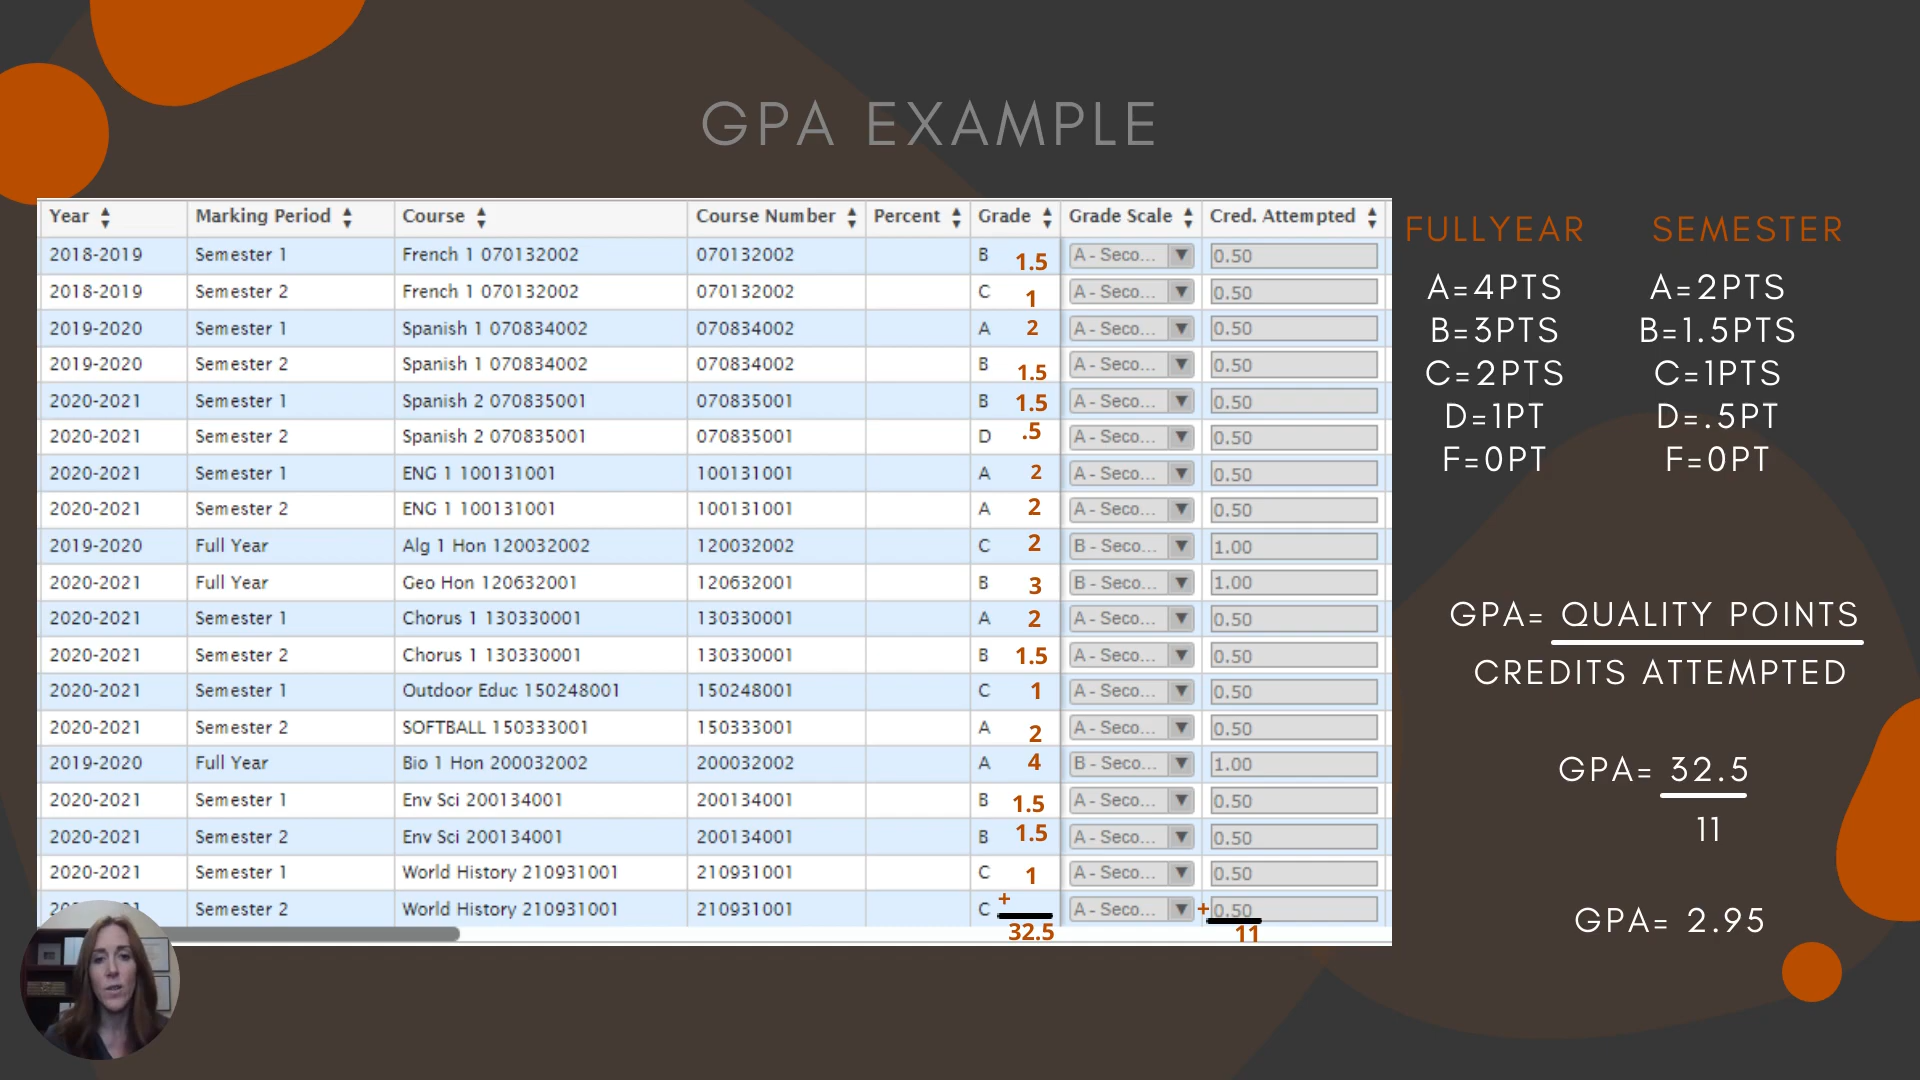 GPA EXAMPLE
Year Marking Period Course Course Number Percent Grade Grade Scale Cred. Attempted
2018-2019 Semester 1 French 1 070132002 070132002 B 1.5 A - Seco... 0.50
2018-2019 Semester 2 French 1 070132002 070132002 C 1 A - Seco... 0.50
2019-2020 Semester 1 Spanish 1 070834002 070834002 A 2 A - Seco... 0.50
2019-2020 Semester 2 Spanish 1 070834002 070834002 B 1.5 A - Seco... 0.50
2020-2021 Semester 1 Spanish 2 070835001 070835001 B 1.5 A - Seco... 0.50
2020-2021 Semester 2 Spanish 2 070835001 070835001 D .5 A - Seco... 0.50
2020-2021 Semester 1 ENG 1 100131001 100131001 A 2 A - Seco... 0.50
2020-2021 Semester 2 ENG 1 100131001 100131001 A 2 A - Seco... 0.50
2019-2020 Full Year Alg 1 Hon 120032002 120032002 C 2 B - Seco... 1.00
2020-2021 Full Year Geo Hon 120632001 120632001 B 3 B - Seco... 1.00
2020-2021 Semester 1 Chorus 1 130330001 130330001 A 2 A - Seco... 0.50
2020-2021 Semester 2 Chorus 1 130330001 130330001 B 1.5 A - Seco... 0.50
2020-2021 Semester 1 Outdoor Educ 150248001 150248001 C 1 A - Seco... 0.50
2020-2021 Semester 2 SOFTBALL 150333001 150333001 A 2 A - Seco... 0.50
2019-2020 Full Year Bio 1 Hon 200032002 200032002 A 4 B - Seco... 1.00
2020-2021 Semester 1 Env Sci 200134001 200134001 B 1.5 A - Seco... 0.50
2020-2021 Semester 2 Env Sci 200134001 200134001 B 1.5 A - Seco... 0.50
2020-2021 Semester 1 World History 210931001 210931001 C 1 A - Seco... 0.50
Semester 2 World History 210931001 210931001 C + A - Seco... + 0.50
32.5 11
FULLYEAR SEMESTER
A=4PTS A=2PTS
B=3PTS B=1.5PTS
C=2PTS C=1PTS
D=1PT D=.5PT
F=0PT F=0PT
GPA= QUALITY POINTS
CREDITS ATTEMPTED
GPA= 32.5
11
GPA= 2.95